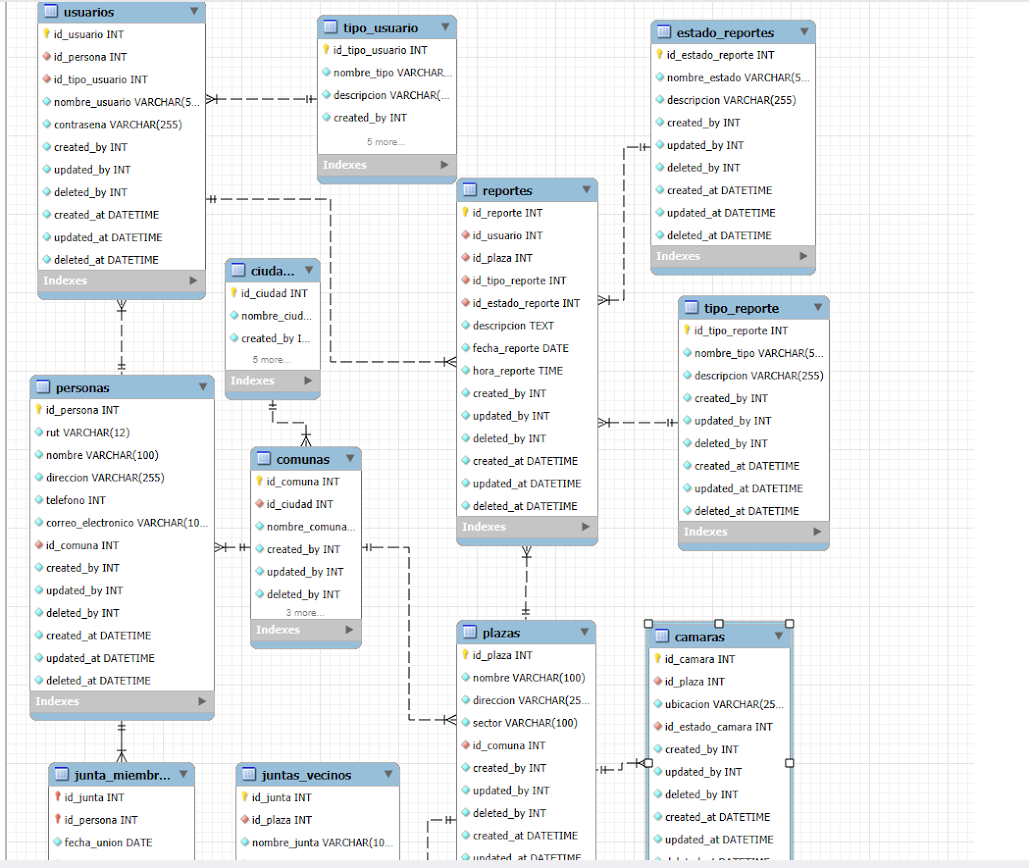 usuarios
id_usuario INT
id_persona INT
id_tipo_usuario INT
nombre_usuario VARCHAR(5...
contrasena VARCHAR(255)
created_by INT
updated_by INT
deleted_by INT
created_at DATETIME
updated_at DATETIME
deleted_at DATETIME
Indexes
tipo_usuario
id_tipo_usuario INT
nombre_tipo VARCHAR...
descripcion VARCHAR(...
created_by INT
5 more...
Indexes
estado_reportes
id_estado_reporte INT
nombre_estado VARCHAR(5...
descripcion VARCHAR(255)
created_by INT
updated_by INT
deleted_by INT
created_at DATETIME
updated_at DATETIME
deleted_at DATETIME
Indexes
reportes
id_reporte INT
id_usuario INT
id_plaza INT
id_tipo_reporte INT
id_estado_reporte INT
descripcion TEXT
fecha_reporte DATE
hora_reporte TIME
created_by INT
updated_by INT
deleted_by INT
created_at DATETIME
updated_at DATETIME
deleted_at DATETIME
Indexes
ciuda...
id_ciudad INT
nombre_ciud...
created_by I...
5 more...
Indexes
tipo_reporte
id_tipo_reporte INT
nombre_tipo VARCHAR(5...
descripcion VARCHAR(255)
created_by INT
updated_by INT
deleted_by INT
created_at DATETIME
updated_at DATETIME
deleted_at DATETIME
Indexes
personas
id_persona INT
rut VARCHAR(12)
nombre VARCHAR(100)
direccion VARCHAR(255)
telefono INT
correo_electronico VARCHAR(10...
id_comuna INT
created_by INT
updated_by INT
deleted_by INT
created_at DATETIME
updated_at DATETIME
deleted_at DATETIME
Indexes
comunas
id_comuna INT
id_ciudad INT
nombre_comuna...
created_by INT
updated_by INT
deleted_by INT
3 more...
Indexes
plazas
id_plaza INT
nombre VARCHAR(100)
direccion VARCHAR(25...
sector VARCHAR(100)
id_comuna INT
created_by INT
updated_by INT
deleted_by INT
created_at DATETIME
updated_at DATETIME
camaras
id_camara INT
id_plaza INT
ubicacion VARCHAR(25...
id_estado_camara INT
created_by INT
updated_by INT
deleted_by INT
created_at DATETIME
updated_at DATETIME
junta_miembr...
id_junta INT
id_persona INT
fecha_union DATE
juntas_vecinos
id_junta INT
id_plaza INT
nombre_junta VARCHAR(10...